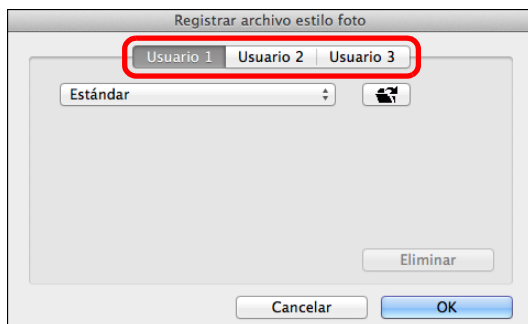 Registrar archivo estilo foto
Usuario 1 Usuario 2 Usuario 3
Estándar
Eliminar
Cancelar OK